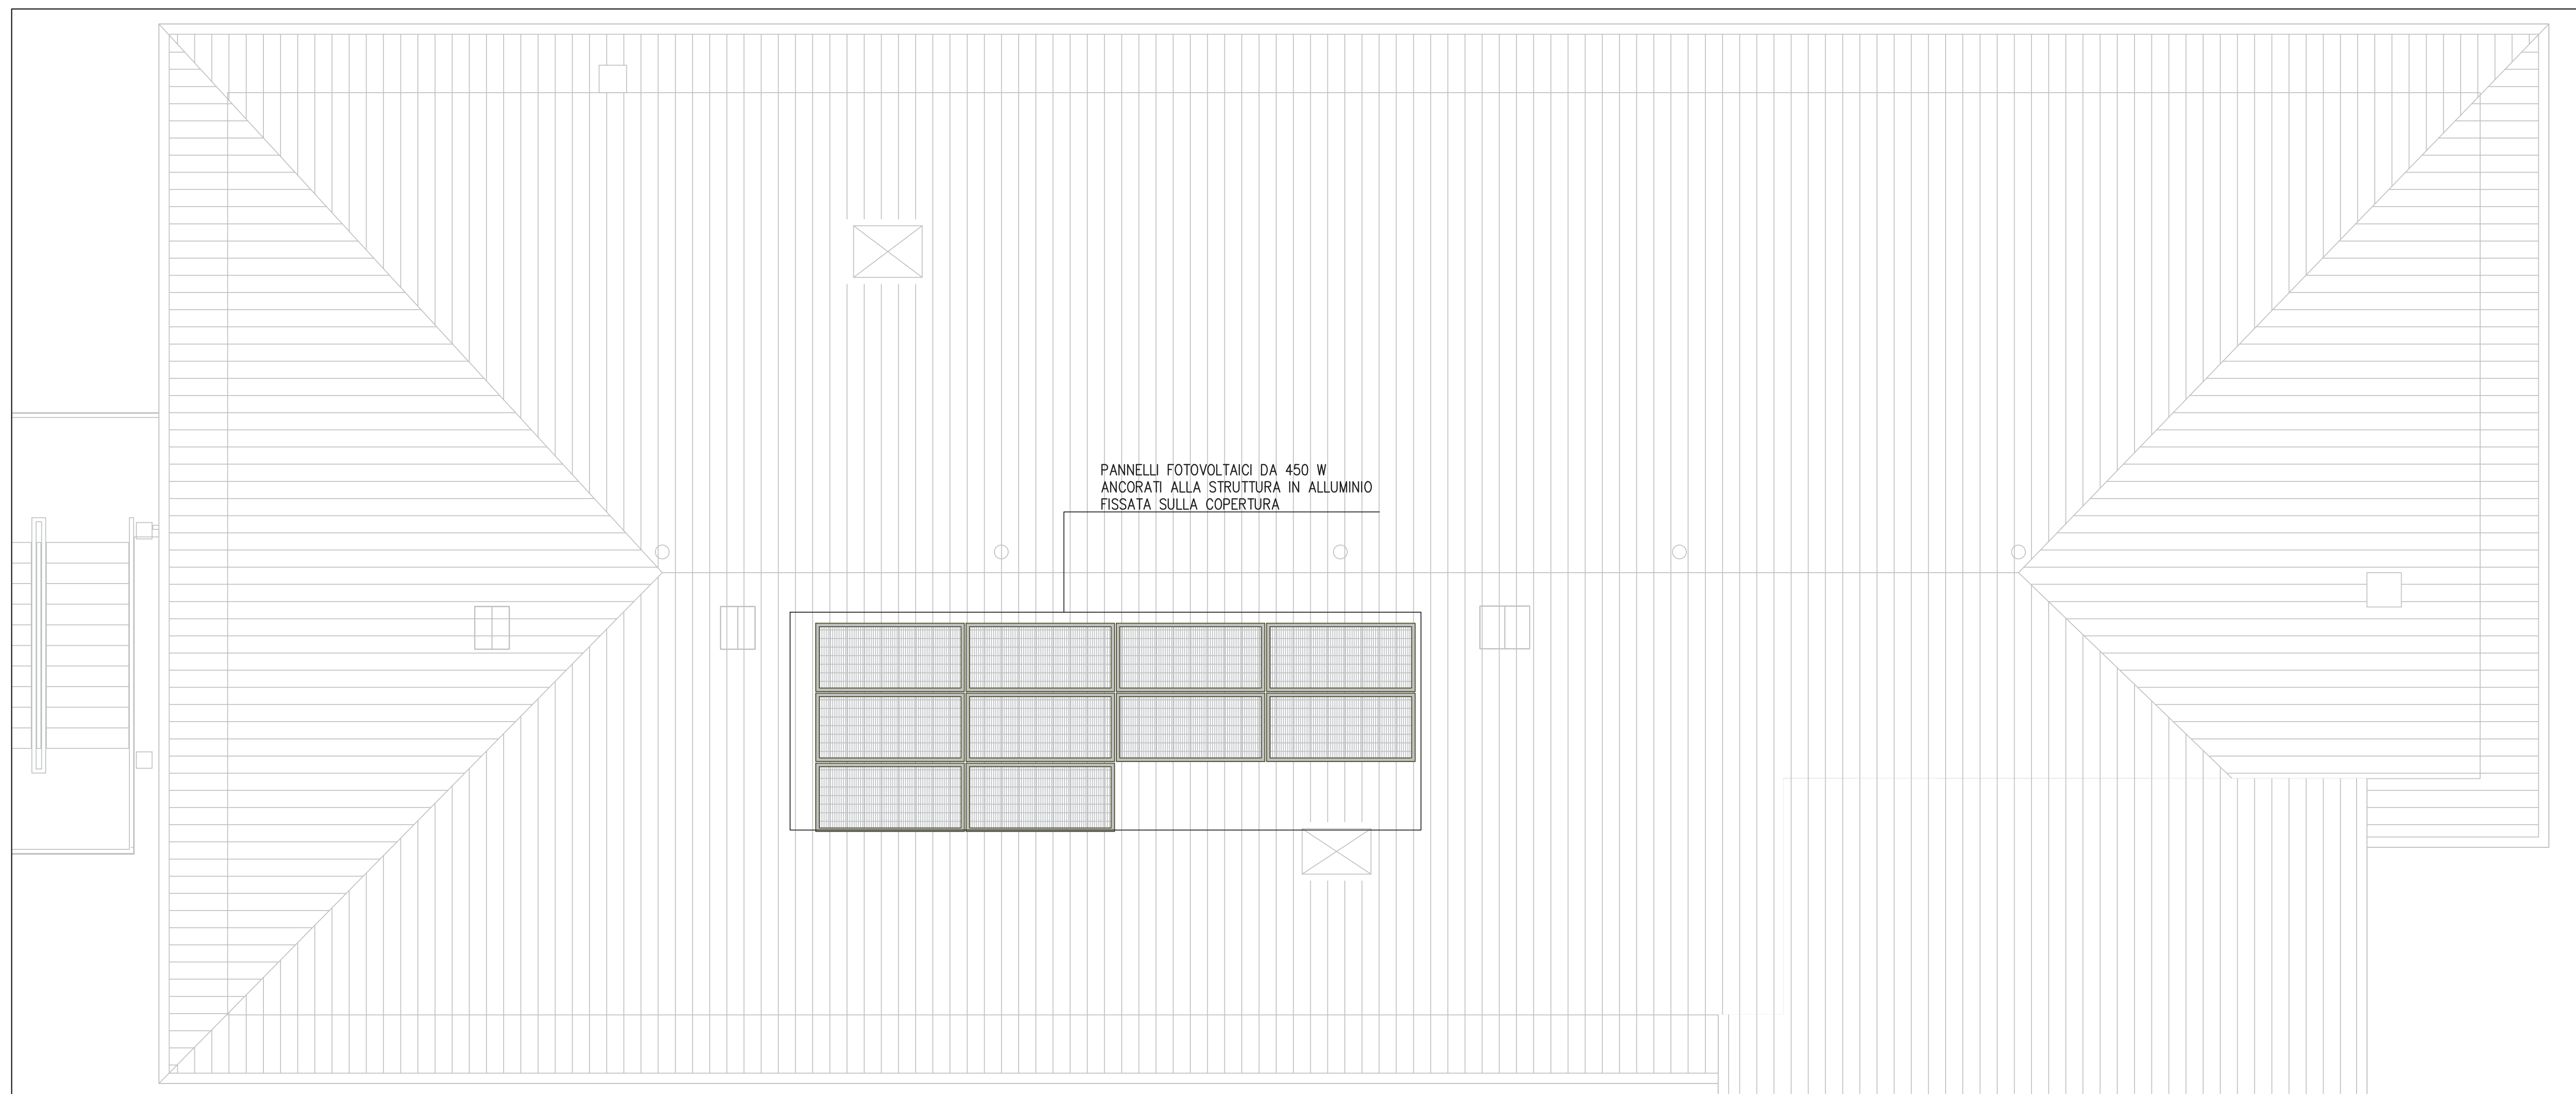 PANNELLI FOTOVOLTAICI DA 450 W
ANCORATI ALLA STRUTTURA IN ALLUMINIO
FISSATA SULLA COPERTURA